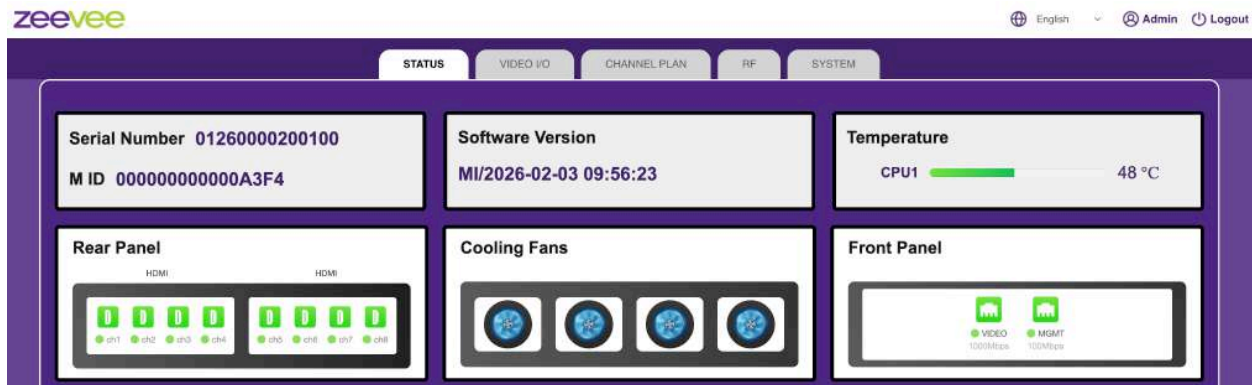 zeevee
English
Admin
Logout
STATUS
VIDEO I/O
CHANNEL PLAN
RF
SYSTEM
Serial Number 01260000200100
M ID 000000000000A3F4
Software Version
MI/2026-02-03 09:56:23
Temperature
CPU1 48 °C
Rear Panel
HDMI HDMI
ch1 ch2 ch3 ch4 ch5 ch6 ch7 ch8
Cooling Fans
Front Panel
VIDEO MGMT
1000Mbps 100Mbps